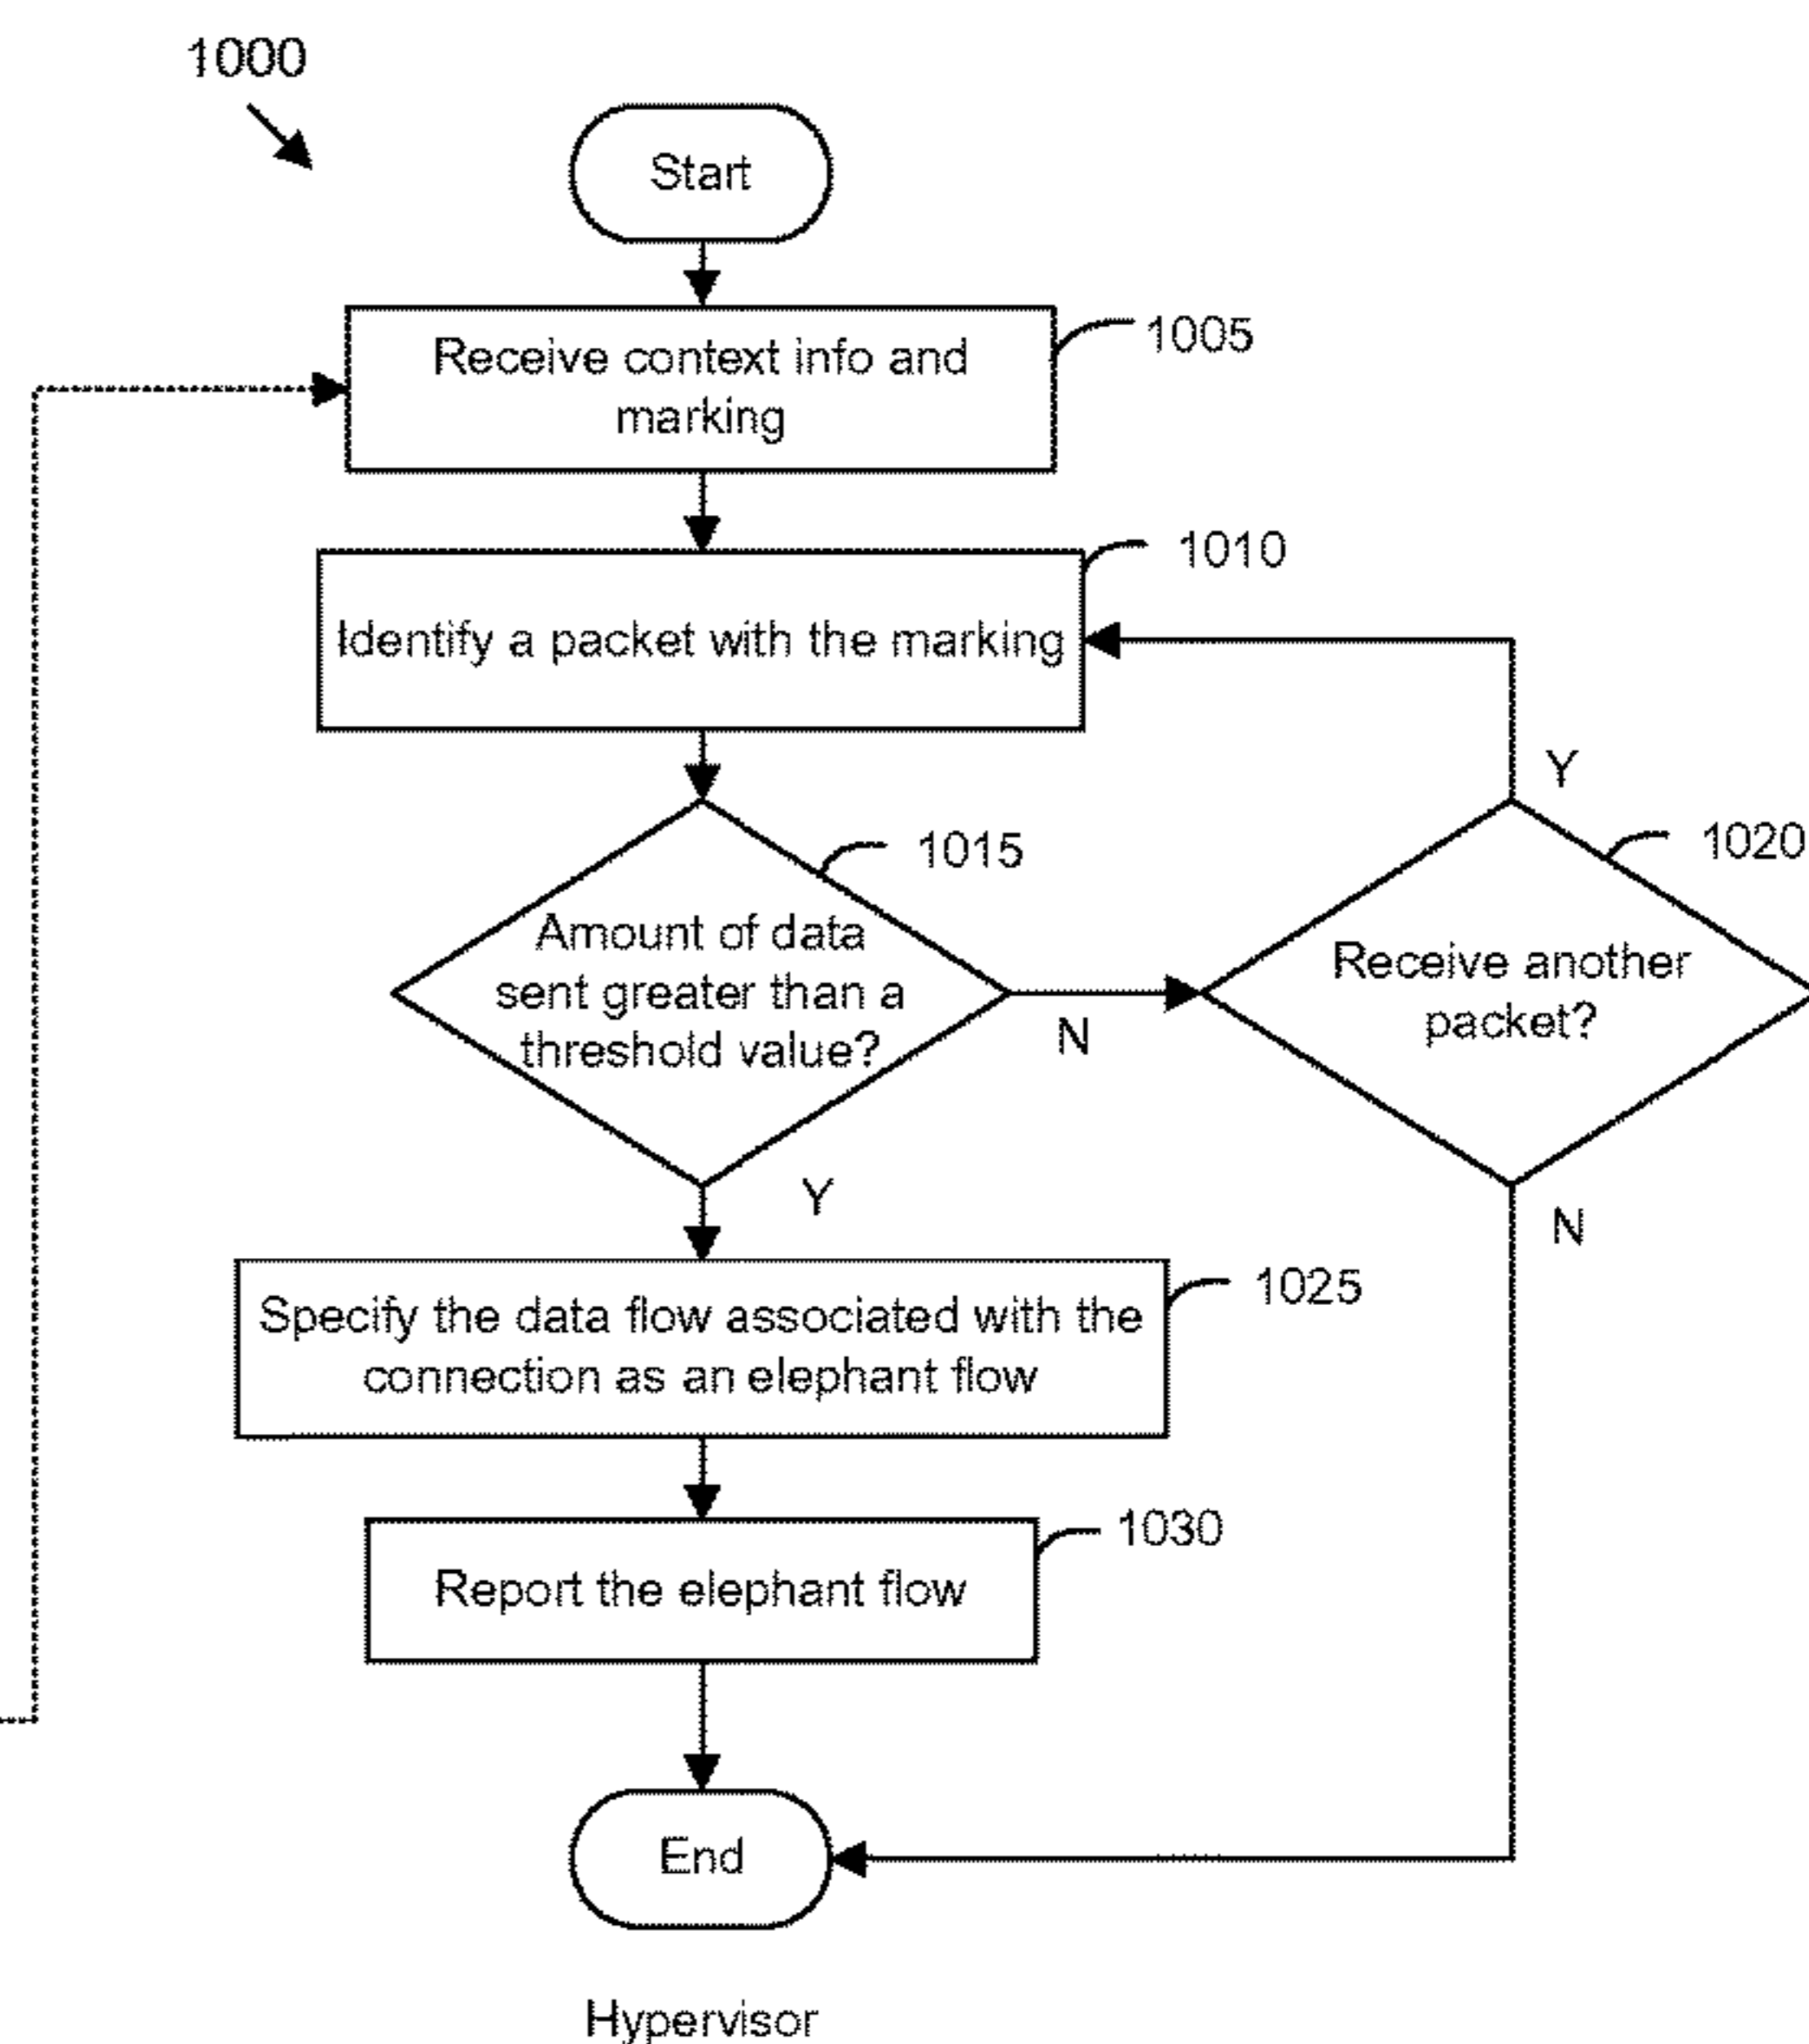 1000
Start
Receive context info and
marking
1005
Identify a packet with the marking
1010
Amount of data
sent greater than a
threshold value?
1015
Y
N
Receive another
packet?
1020
Y
N
Specify the data flow associated with the
connection as an elephant flow
1025
Report the elephant flow
1030
End
Hypervisor